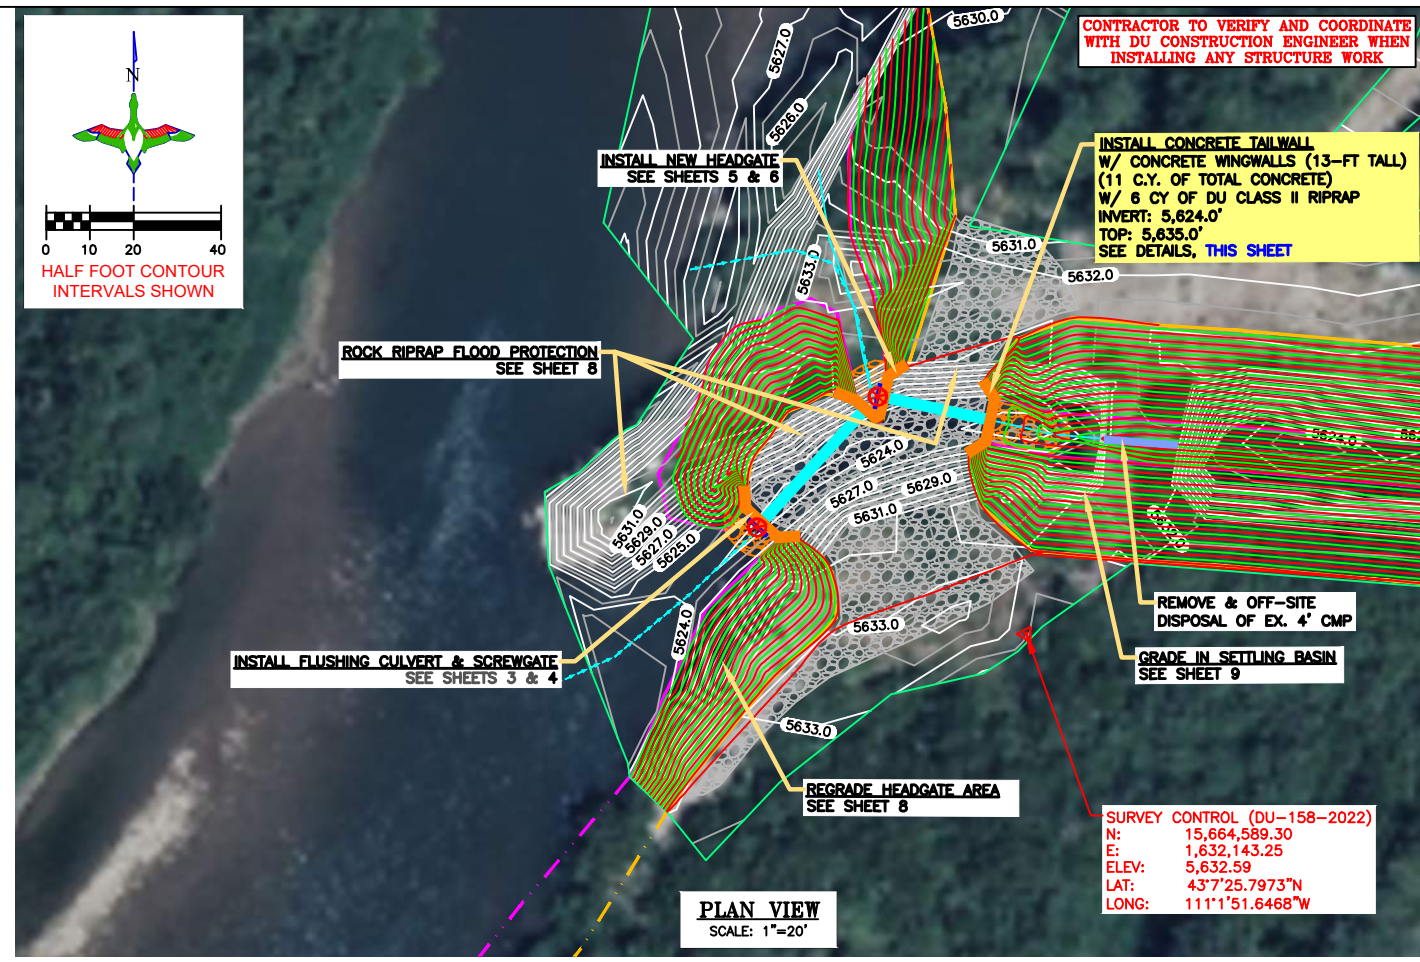 N
0 10 20 40
HALF FOOT CONTOUR
INTERVALS SHOWN
5630.0
5627.0
5626.0
CONTRACTOR TO VERIFY AND COORDINATE
WITH DU CONSTRUCTION ENGINEER WHEN
INSTALLING ANY STRUCTURE WORK
INSTALL NEW HEADGATE
SEE SHEETS 5 & 6
INSTALL CONCRETE TAILWALL
W/ CONCRETE WINGWALLS (13-FT TALL)
(11 C.Y. OF TOTAL CONCRETE)
W/ 6 CY OF DU CLASS II RIPRAP
INVERT: 5,624.0'
TOP: 5,635.0'
SEE DETAILS, THIS SHEET
5631.0
5632.0
5633.0
ROCK RIPRAP FLOOD PROTECTION
SEE SHEET 8
5624.0
5627.0
5629.0
5631.0
5624.0
5631.0
5629.0
5627.0
5625.0
5624.0
5633.0
5633.0
INSTALL FLUSHING CULVERT & SCREWGATE
SEE SHEETS 3 & 4
REMOVE & OFF-SITE
DISPOSAL OF EX. 4' CMP
GRADE IN SETTLING BASIN
SEE SHEET 9
REGRADE HEADGATE AREA
SEE SHEET 8
SURVEY CONTROL (DU-158-2022)
N: 15,664,589.30
E: 1,632,143.25
ELEV: 5,632.59
LAT: 43°7'25.7973"N
LONG: 111°1'51.6468"W
PLAN VIEW
SCALE: 1"=20'